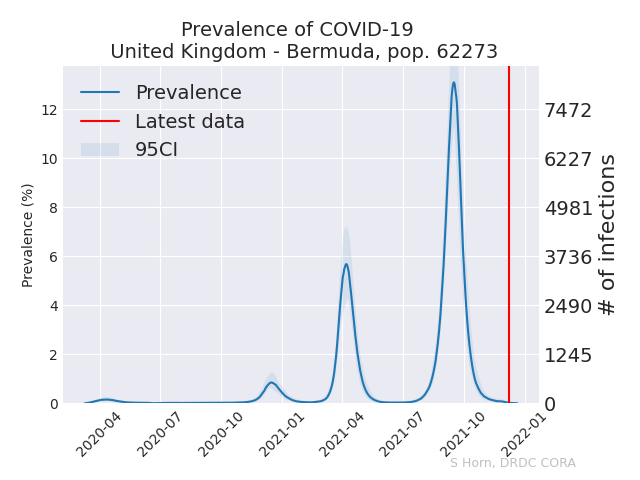 Prevalence of COVID-19
United Kingdom - Bermuda, pop. 62273
Prevalence
Latest data
95CI
Prevalence (%)
12
10
8
6
4
2
0
7472
6227
4981
3736
2490
1245
0
# of infections
2020-04
2020-07
2020-10
2021-01
2021-04
2021-07
2021-10
2022-01
S Horn, DRDC CORA